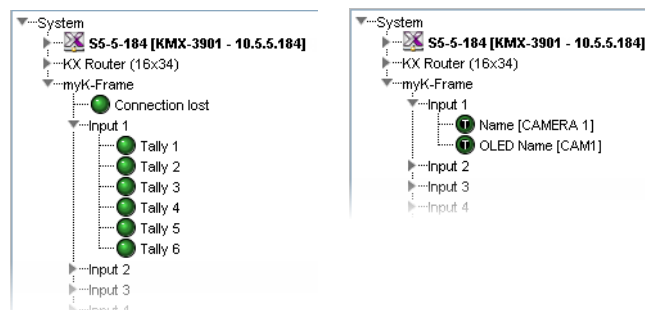 System
S5-5-184 [KMX-3901 - 10.5.5.184]
KX Router (16x34)
myK-Frame
Connection lost
Input 1
Tally 1
Tally 2
Tally 3
Tally 4
Tally 5
Tally 6
Input 2
Input 3
Input 4
System
S5-5-184 [KMX-3901 - 10.5.5.184]
KX Router (16x34)
myK-Frame
Input 1
T Name [CAMERA 1]
T OLED Name [CAM1]
Input 2
Input 3
Input 4